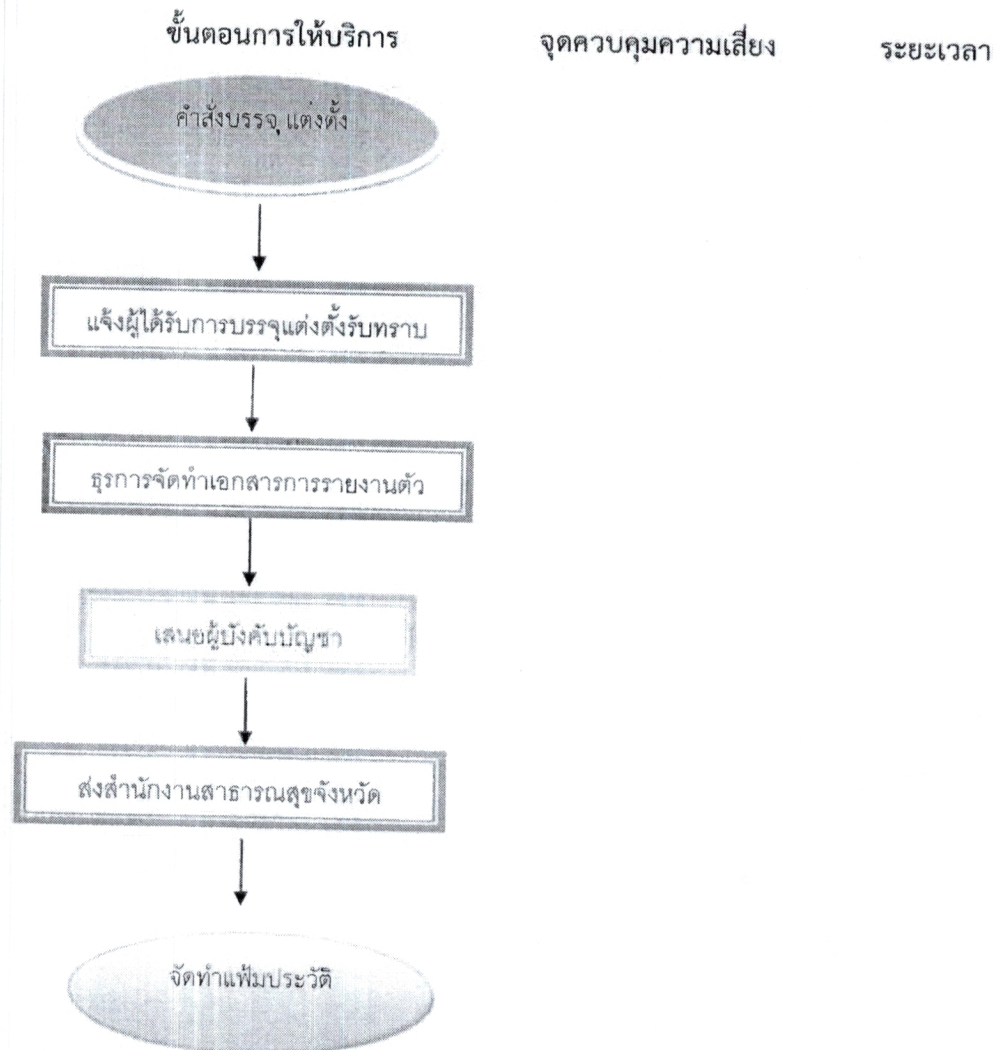 ขั้นตอนการให้บริการ จุดควบคุมความเสี่ยง ระยะเวลา
คำสั่งบรรจุ แต่งตั้ง
แจ้งผู้ได้รับการบรรจุแต่งตั้งรับทราบ
ธุรการจัดทำเอกสารการรายงานตัว
เสนอผู้บังคับบัญชา
ส่งสำนักงานสาธารณสุขจังหวัด
จัดทำแฟ้มประวัติ